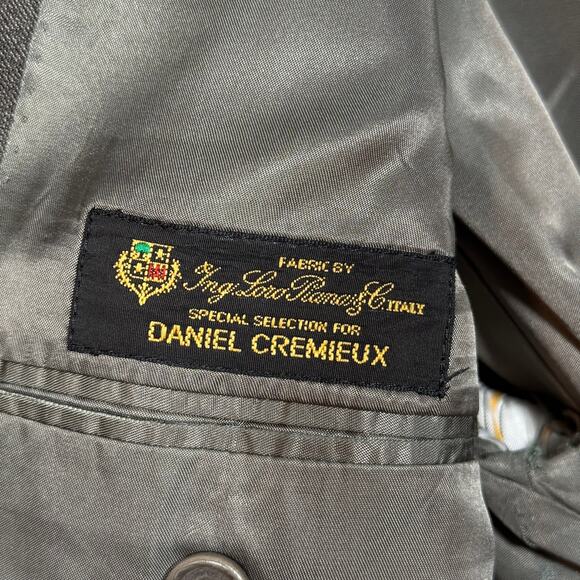 FABRIC BY
Ing. Loro Piana & C. ITALY
SPECIAL SELECTION FOR
DANIEL CREMIEUX